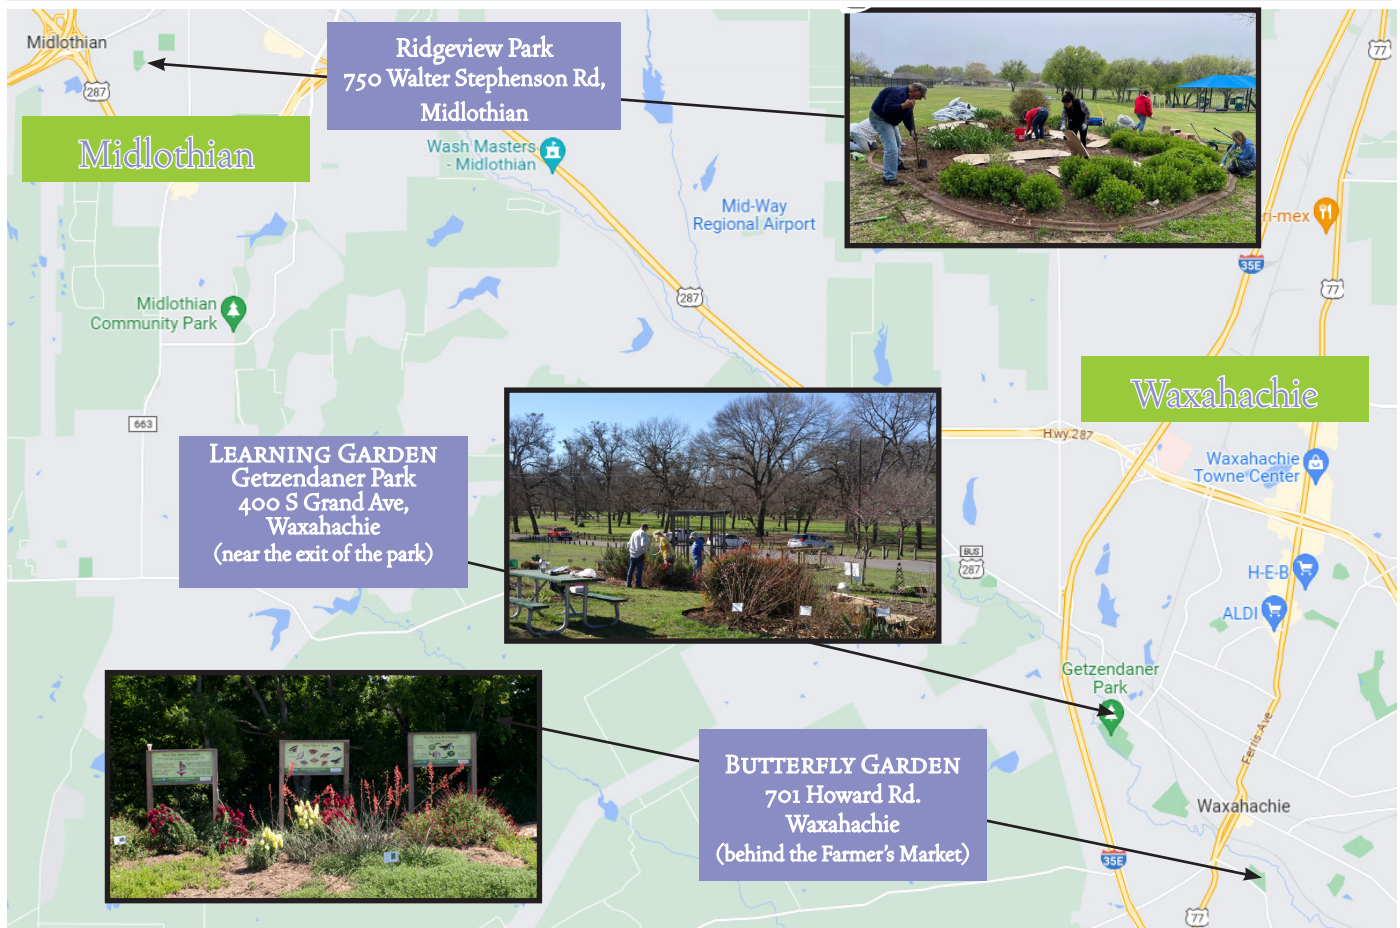 Midlothian
287
Midlothian
Ridgeview Park
750 Walter Stephenson Rd,
Midlothian
Wash Masters
- Midlothian
Mid-Way
Regional Airport
77
ri-mex
35E
77
287
Midlothian
Community Park
663
Waxahachie
Hwy 287
Waxahachie
Towne Center
LEARNING GARDEN
Getzendaner Park
400 S Grand Ave,
Waxahachie
(near the exit of the park)
BUS
287
H-E-B
ALDI
Getzendaner
Park
Ferris Ave
BUTTERFLY GARDEN
701 Howard Rd.
Waxahachie
(behind the Farmer's Market)
Waxahachie
35E
77